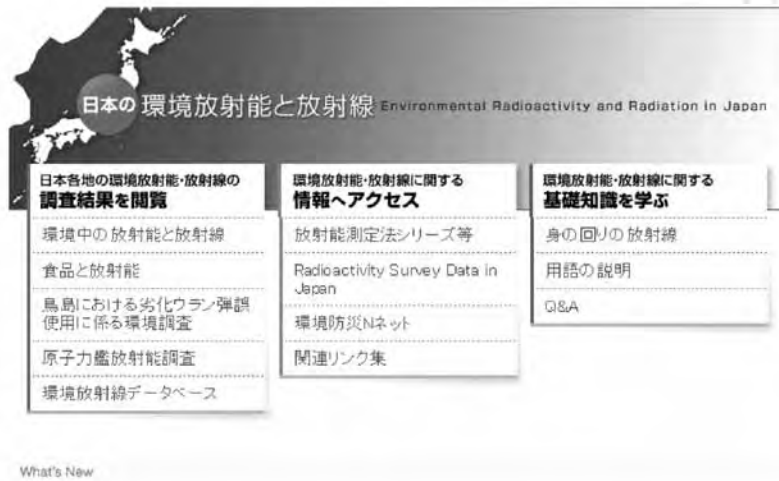 日本の環境放射能と放射線 Environmental Radioactivity and Radiation in Japan
日本各地の環境放射能・放射線の
調査結果を閲覧
環境中の放射能と放射線
食品と放射能
鳥島における劣化ウラン弾誤
使用に係る環境調査
原子力艦放射能調査
環境放射線データベース
環境放射能・放射線に関する
情報へアクセス
放射能測定法シリーズ等
Radioactivity Survey Data in
Japan
環境防災Nネット
関連リンク集
環境放射能・放射線に関する
基礎知識を学ぶ
身の回りの放射線
用語の説明
Q&A
What's New